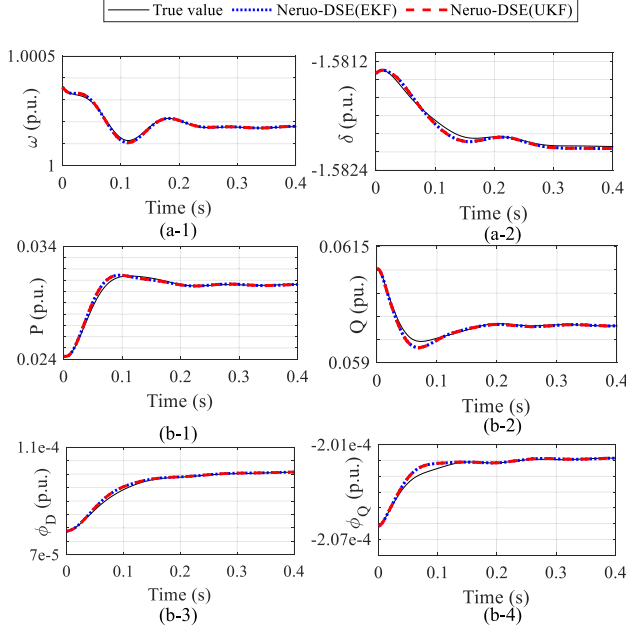 True value Neruo-DSE(EKF) Neruo-DSE(UKF)
1.0005
ω (p.u.)
1
0 0.1 0.2 0.3 0.4
Time (s)
(a-1)
-1.5812
δ (p.u.)
-1.5824
0 0.1 0.2 0.3 0.4
Time (s)
(a-2)
0.034
P (p.u.)
0.024
0 0.1 0.2 0.3 0.4
Time (s)
(b-1)
0.0615
Q (pu.)
0.059
0 0.1 0.2 0.3 0.4
Time (s)
(b-2)
1.1e-4
ϕD (p.u.)
7e-5
0 0.1 0.2 0.3 0.4
Time (s)
(b-3)
-2.01e-4
ϕQ (p.u.)
-2.07e-4
0 0.1 0.2 0.3 0.4
Time (s)
(b-4)